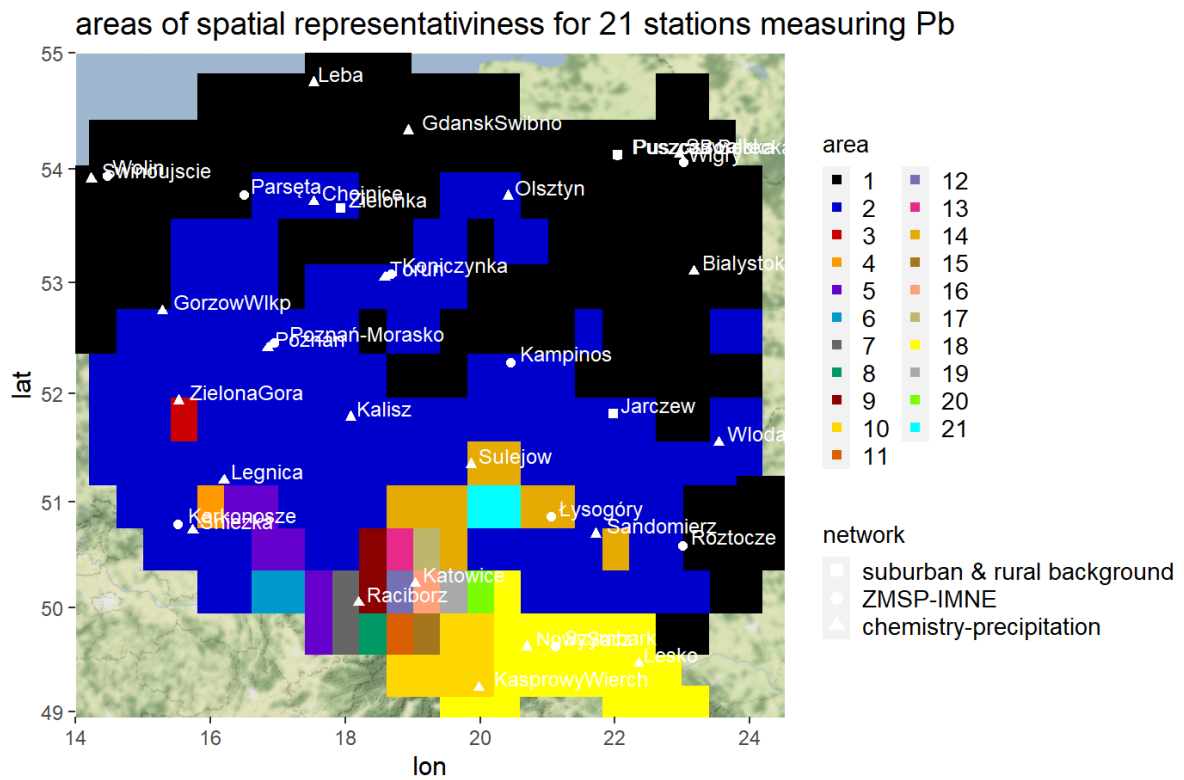 areas of spatial representativiness for 21 stations measuring Pb
55
54
53
52
51
50
49
lat
14
16
18
20
22
24
lon
Leba
GdanskSwibno
Wigry
Wolin
Swinoujscie
Parsęta
Chojnice
Zielonka
Olsztyn
Koniczynka
Torun
Bialystok
GorzowWlkp
Poznań-Morasko
Poznan
Kampinos
ZielonaGora
Kalisz
Jarczew
Wloda
Sulejow
Legnica
Karkonosze
Sniezka
Łysogóry
Sandomierz
Roztocze
Katowice
Raciborz
Lesko
KasprowyWierch
area
1 12
2 13
3 14
4 15
5 16
6 17
7 18
8 19
9 20
10 21
11
network
suburban & rural background
ZMSP-IMNE
chemistry-precipitation